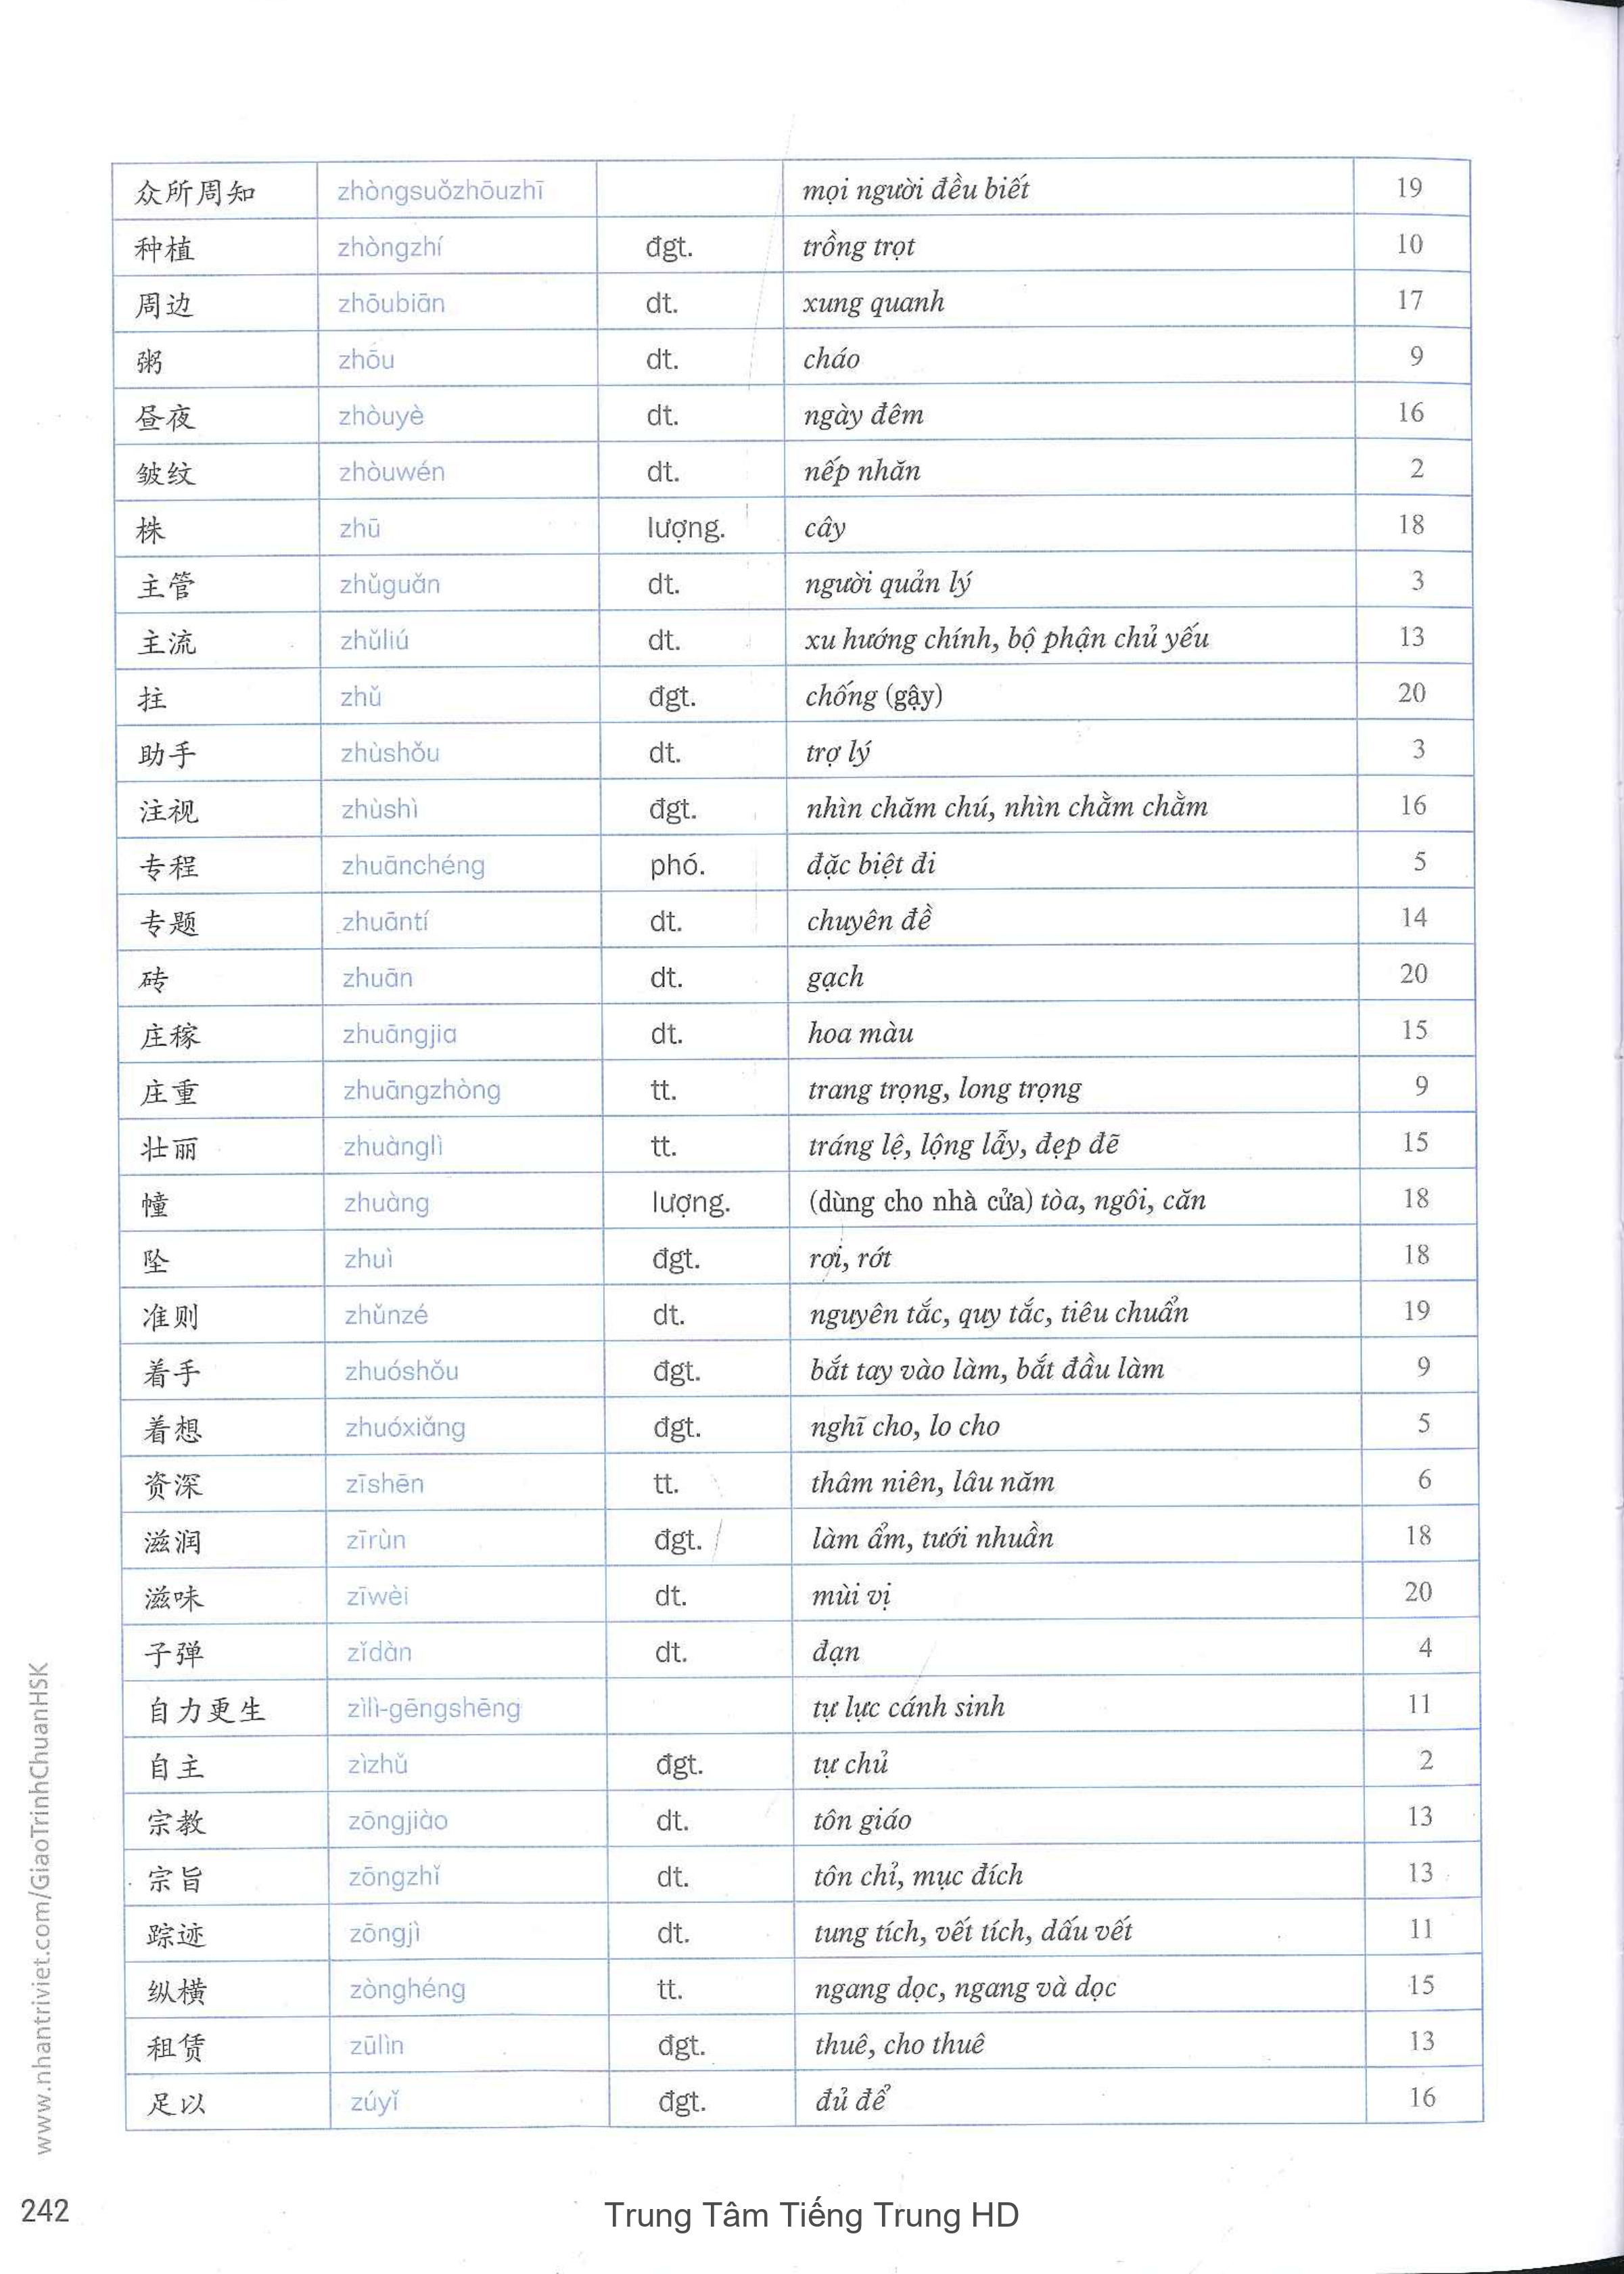 众所周知 zhòngsuǒzhōuzhī mọi người đều biết 19
种植 zhòngzhí đgt. trồng trọt 10
周边 zhōubiān dt. xung quanh 17
粥 zhōu dt. cháo 9
昼夜 zhòuyè dt. ngày đêm 16
皱纹 zhòuwén dt. nếp nhăn 2
株 zhū lượng. cây 18
主管 zhǔguǎn dt. người quản lý 3
主流 zhǔliú dt. xu hướng chính, bộ phận chủ yếu 13
拄 zhǔ đgt. chống (gậy) 20
助手 zhùshǒu dt. trợ lý 3
注视 zhùshì đgt. nhìn chăm chú, nhìn chằm chằm 16
专程 zhuānchéng phó. đặc biệt đi 5
专题 zhuāntí dt. chuyên đề 14
砖 zhuān dt. gạch 20
庄稼 zhuāngjia dt. hoa màu 15
庄重 zhuāngzhòng tt. trang trọng, long trọng 9
壮丽 zhuànglì tt. tráng lệ, lộng lẫy, đẹp đẽ 15
幢 zhuàng lượng. (dùng cho nhà cửa) tòa, ngôi, căn 18
坠 zhuì đgt. rơi, rớt 18
准则 zhǔnzé dt. nguyên tắc, quy tắc, tiêu chuẩn 19
着手 zhuóshǒu đgt. bắt tay vào làm, bắt đầu làm 9
着想 zhuóxiǎng đgt. nghĩ cho, lo cho 5
资深 zīshēn tt. thâm niên, lâu năm 6
滋润 zīrùn đgt. làm ẩm, tưới nhuần 18
滋味 zīwèi dt. mùi vị 20
子弹 zǐdàn dt. đạn 4
自力更生 zìlì-gēngshēng tự lực cánh sinh 11
自主 zìzhǔ đgt. tự chủ 2
宗教 zōngjiào dt. tôn giáo 13
宗旨 zōngzhǐ dt. tôn chỉ, mục đích 13
踪迹 zōngjì dt. tung tích, vết tích, dấu vết 11
纵横 zònghéng tt. ngang dọc, ngang và dọc 15
租赁 zūlìn đgt. thuê, cho thuê 13
足以 zúyǐ đgt. đủ để 16
www.nhantriviet.com/GiaoTrinhChuanHSK
242
Trung Tâm Tiếng Trung HD